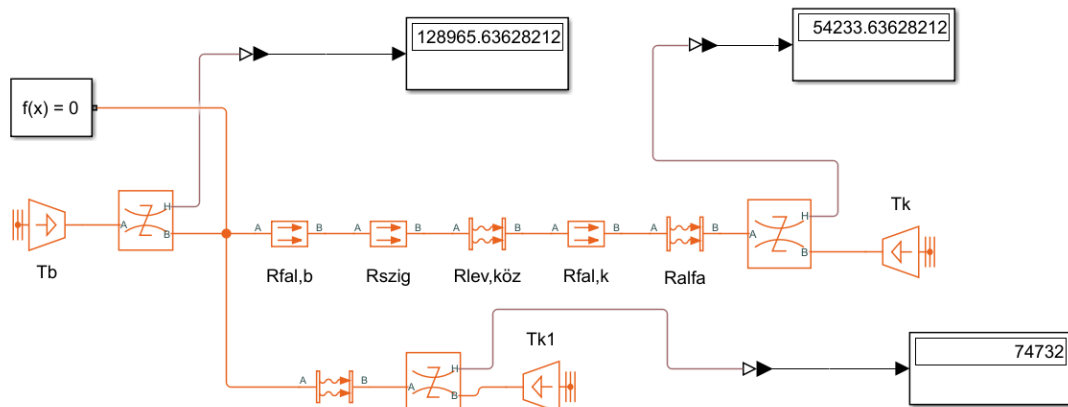 128965.63628212
54233.63628212
f(x) = 0
H
A
B
Tb
A B A B A B A B A B
Rfal,b Rszig Rlev,köz Rfal,k Ralfa
A
H
B
Tk
Tk1
74732
A B A
H
B